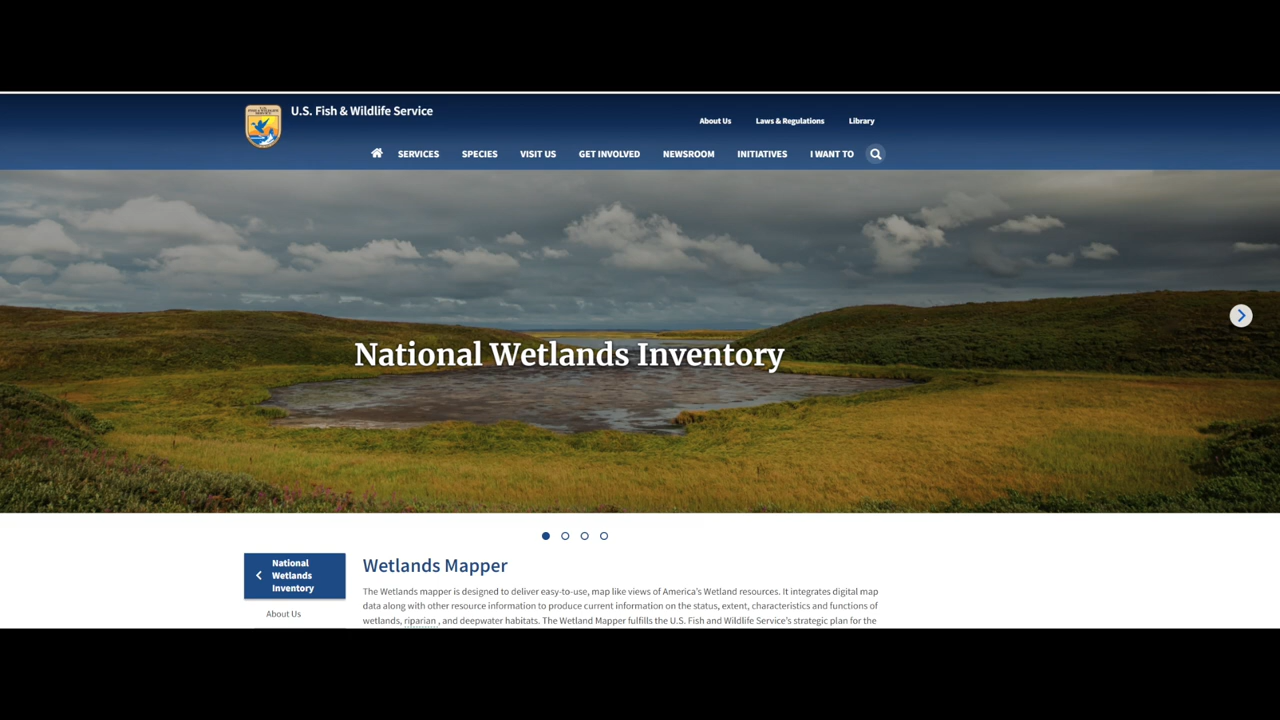 U.S. Fish & Wildlife Service
About Us Laws & Regulations Library
SERVICES SPECIES VISIT US GET INVOLVED NEWSROOM INITIATIVES I WANT TO
National Wetlands Inventory
National
Wetlands
Inventory
About Us
Wetlands Mapper
The Wetlands mapper is designed to deliver easy-to-use, map like views of America's Wetland resources. It integrates digital map
data along with other resource information to produce current information on the status, extent, characteristics and functions of
wetlands, riparian , and deepwater habitats. The Wetland Mapper fulfills the U.S. Fish and Wildlife Service's strategic plan for the